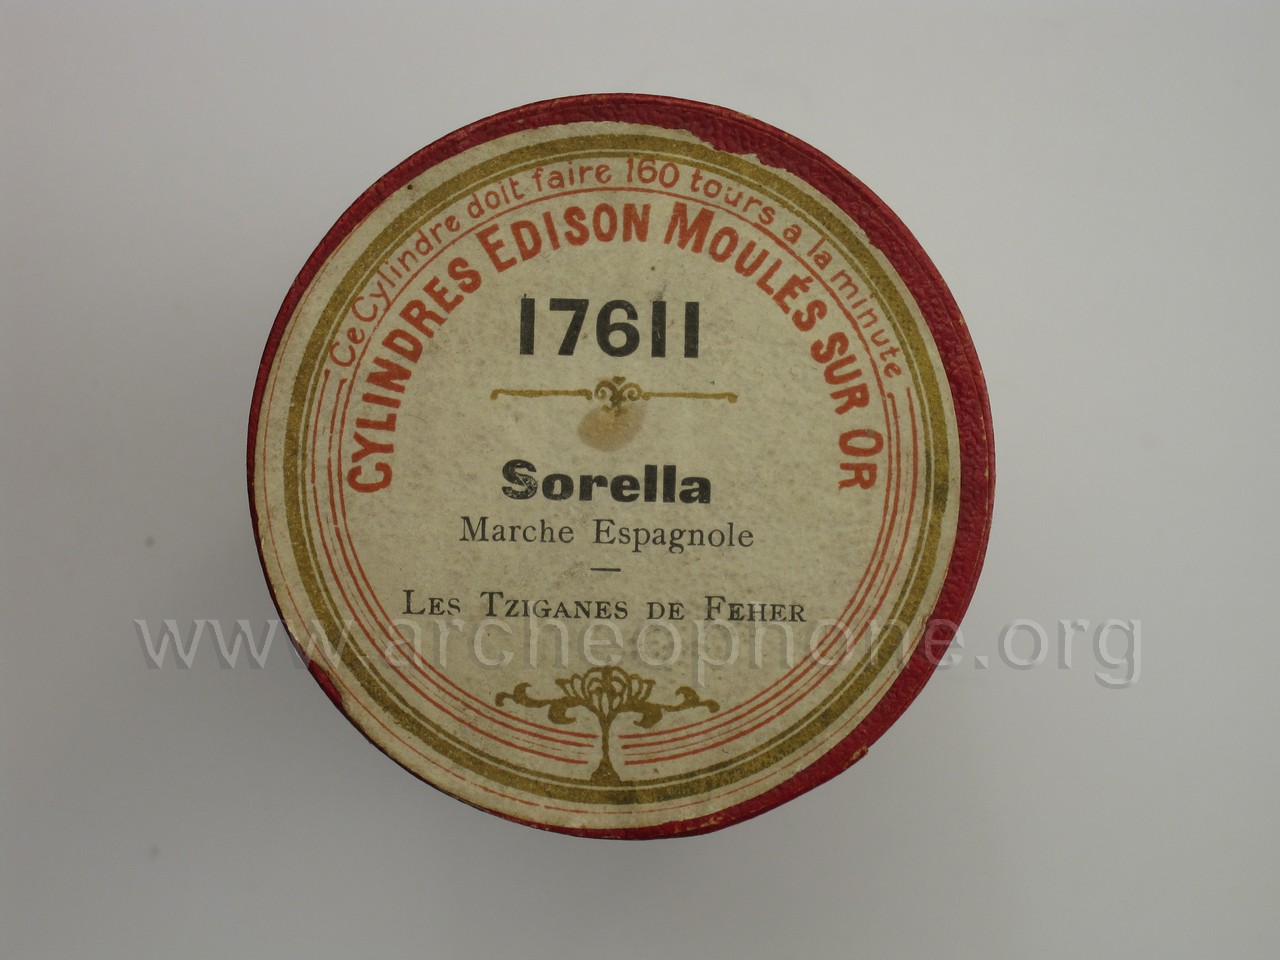 Ce Cylindre doit faire 160 tours a la minute
CYLINDRES EDISON MOULÉS SUR OR
17611
Sorella
Marche Espagnole
—
LES TZIGANES DE FEHER
www.archeophone.org